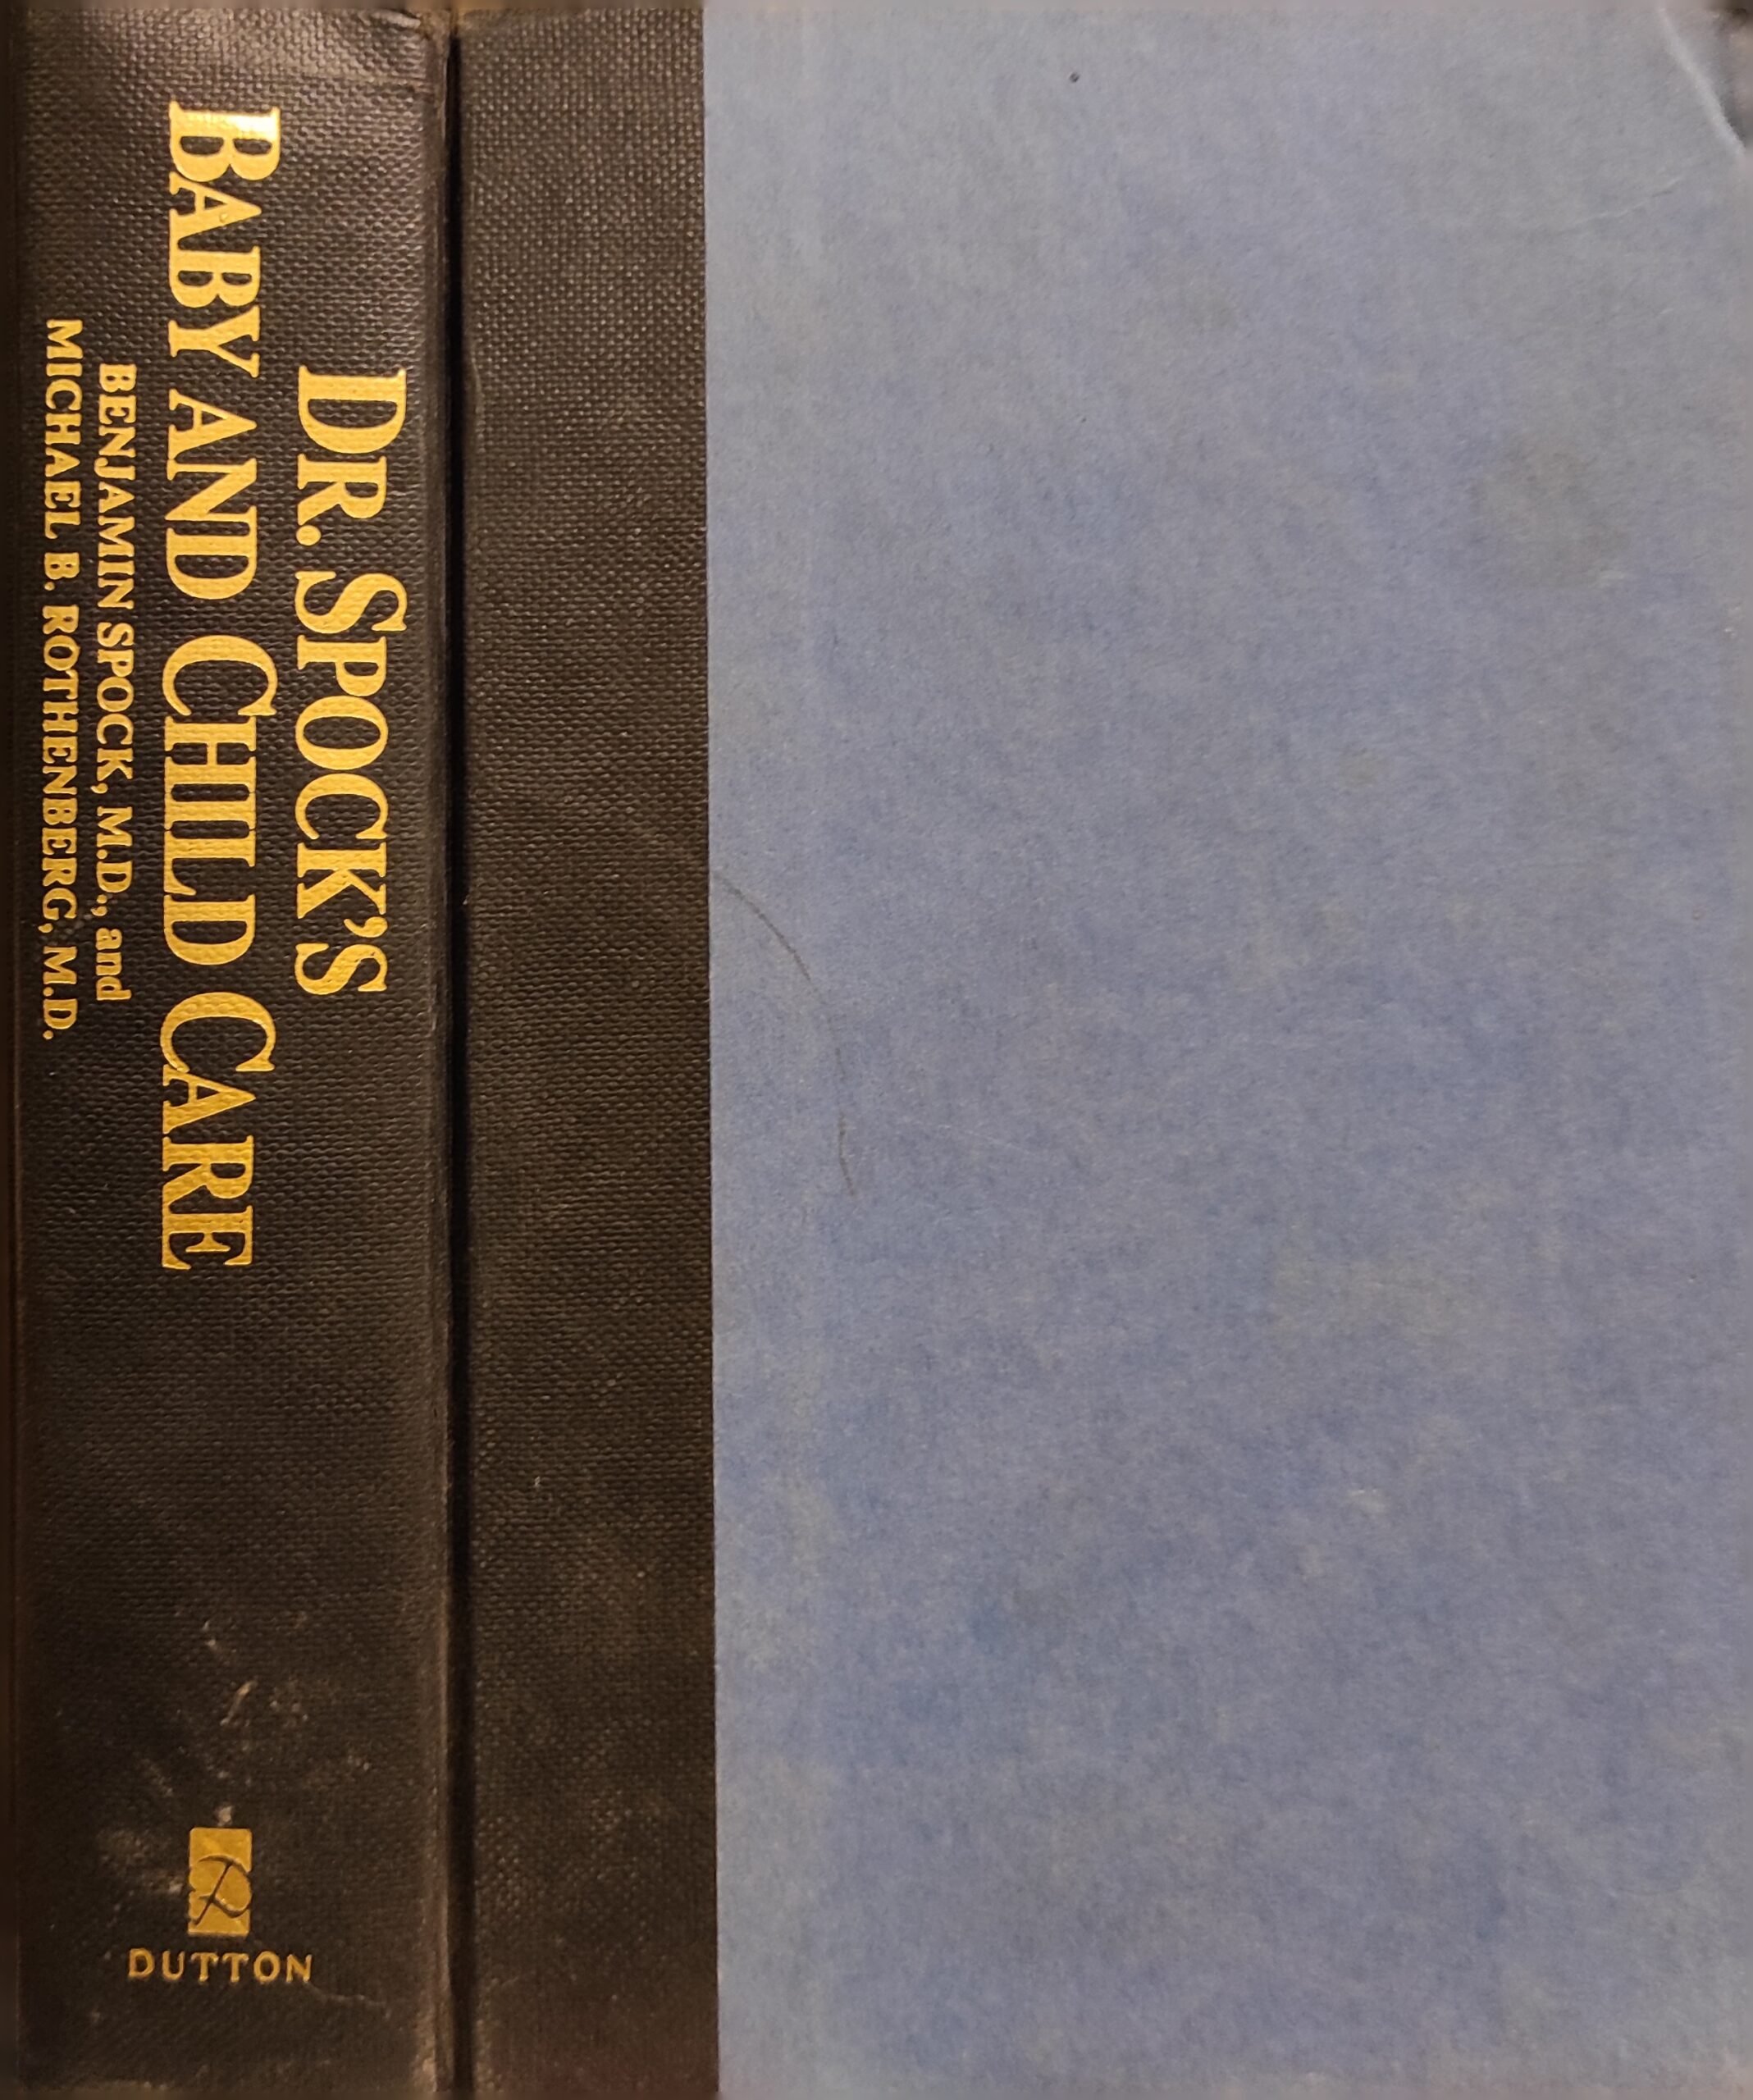 DR. SPOCK'S
BABY AND CHILD CARE
BENJAMIN SPOCK, M.D., and
MICHAEL B. ROTHENBERG, M.D.
DUTTON